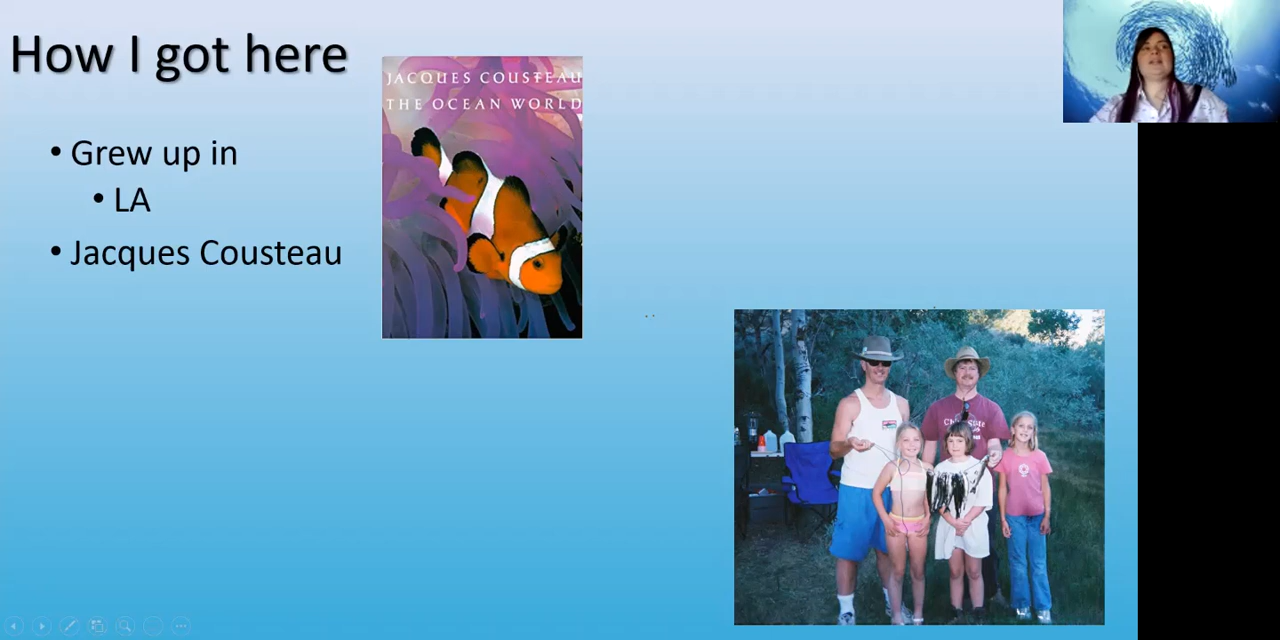 How I got here
• Grew up in
• LA
• Jacques Cousteau
JACQUES COUSTEAU
THE OCEAN WORLD